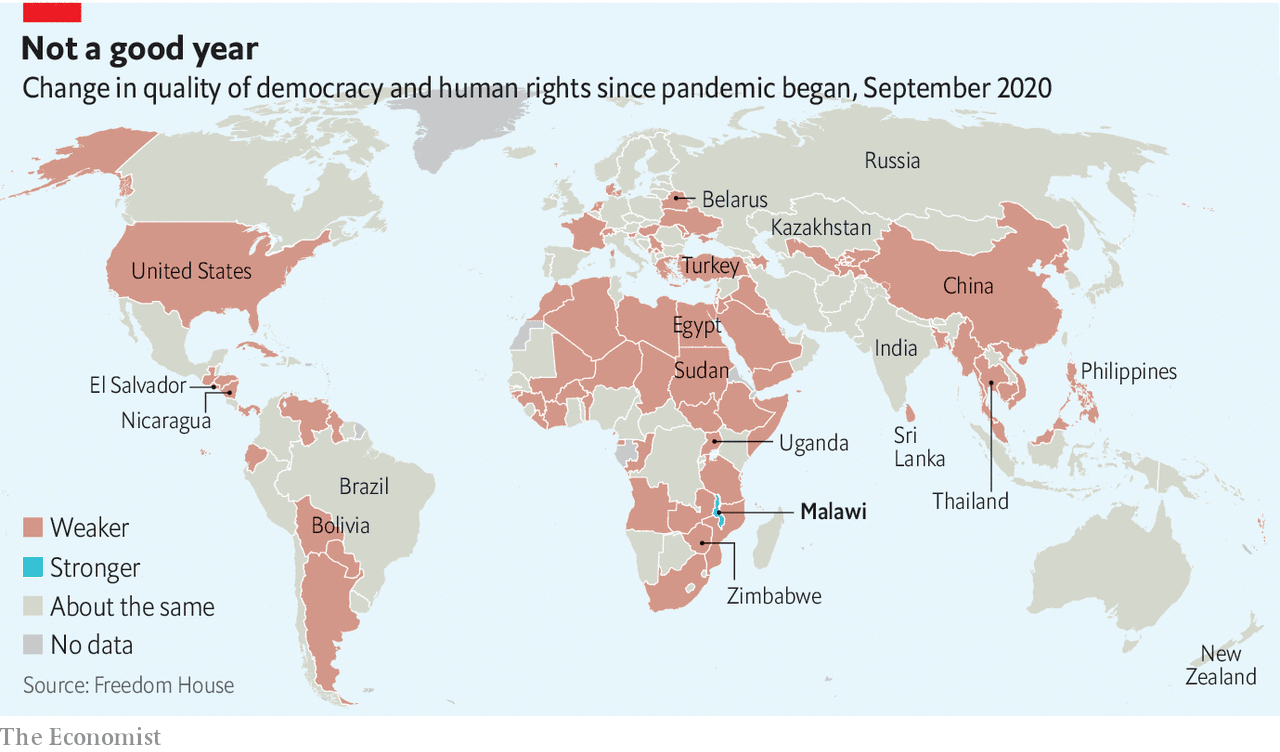 Not a good year
Change in quality of democracy and human rights since pandemic began, September 2020
Russia
Belarus
Kazakhstan
United States
Turkey
China
Egypt
India
Sudan
Philippines
El Salvador
Nicaragua
Uganda
Sri
Lanka
Brazil
Thailand
Malawi
Bolivia
Zimbabwe
New
Zealand
Weaker
Stronger
About the same
No data
Source: Freedom House
The Economist